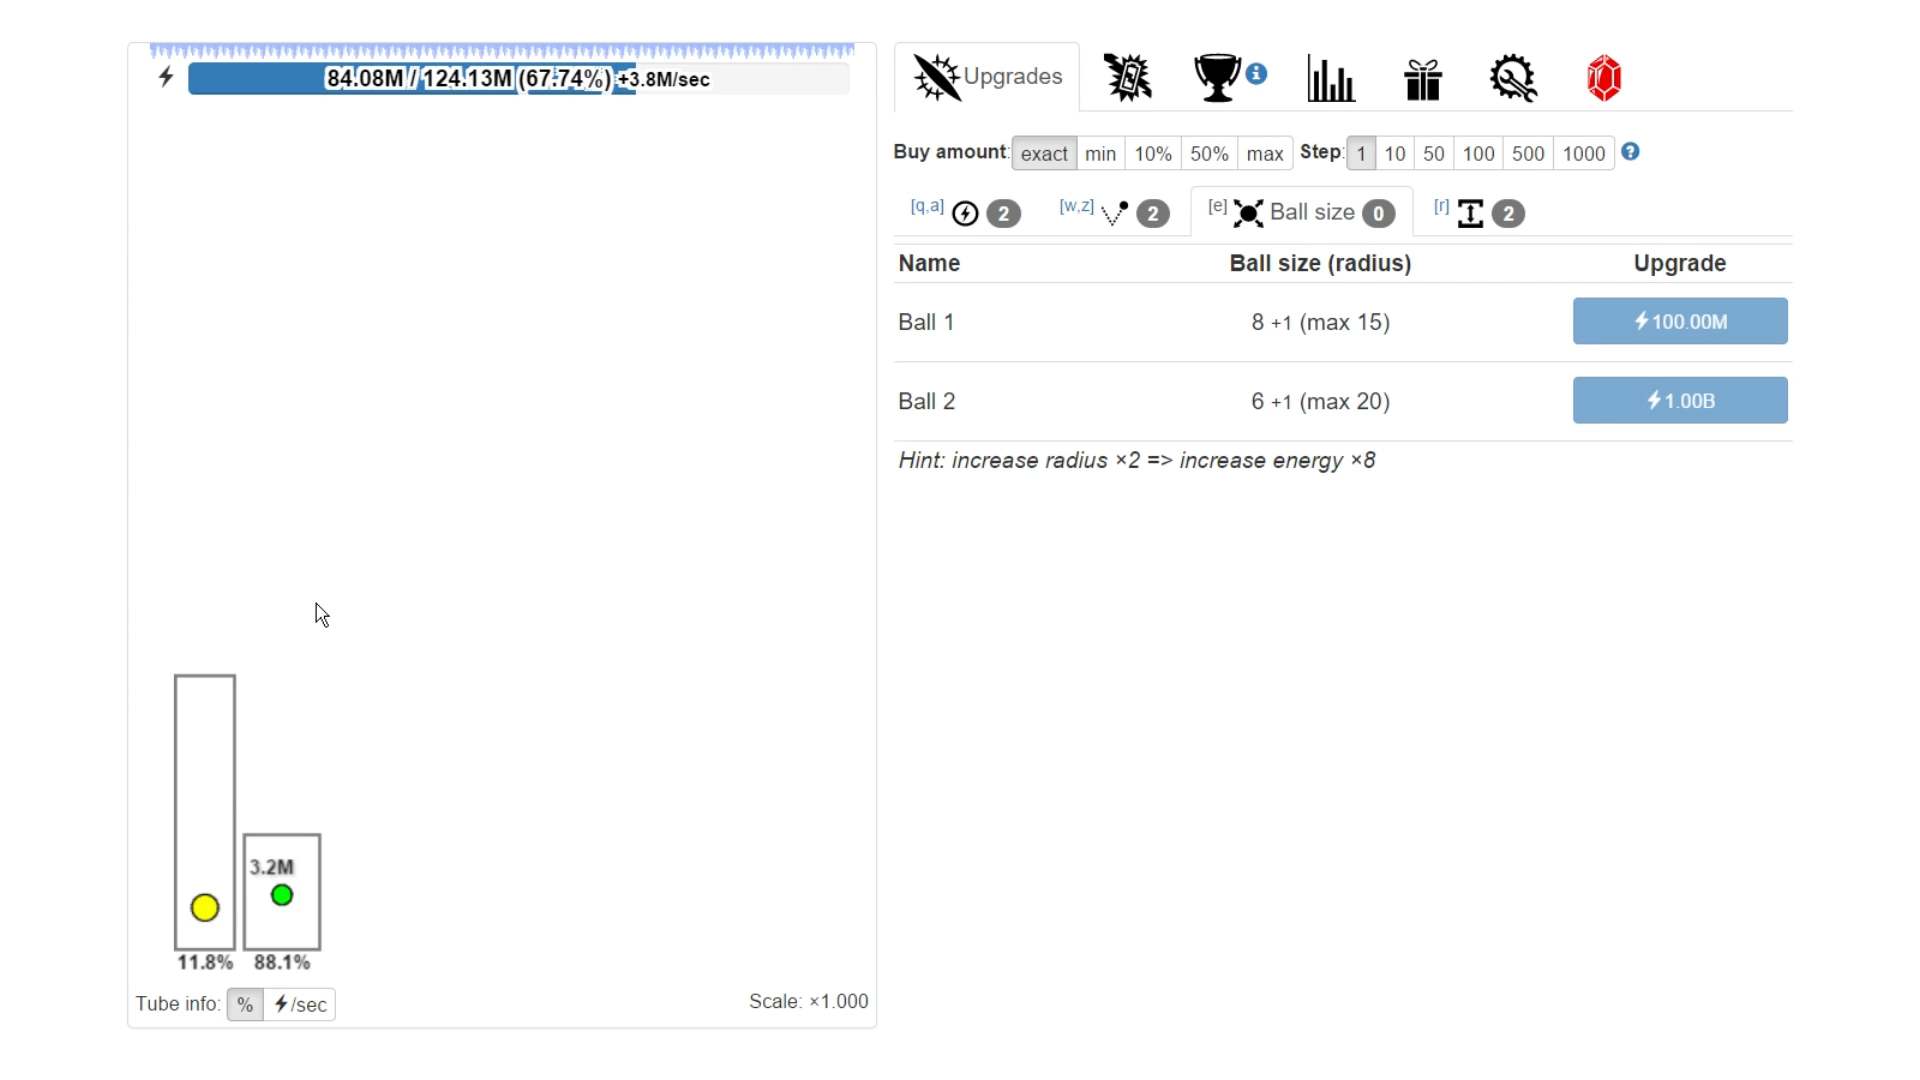 84.08M / 124.13M (67.74%) +3.8M/sec
Upgrades
Buy amount: exact min 10% 50% max Step: 1 10 50 100 500 1000
[q,a] 2 [w,z] 2 [e] Ball size 0 [r] 2
Name Ball size (radius) Upgrade
Ball 1 8 +1 (max 15) 100.00M
Ball 2 6 +1 (max 20) 1.00B
Hint: increase radius ×2 => increase energy ×8
3.2M
11.8% 88.1%
Tube info: % /sec Scale: ×1.000